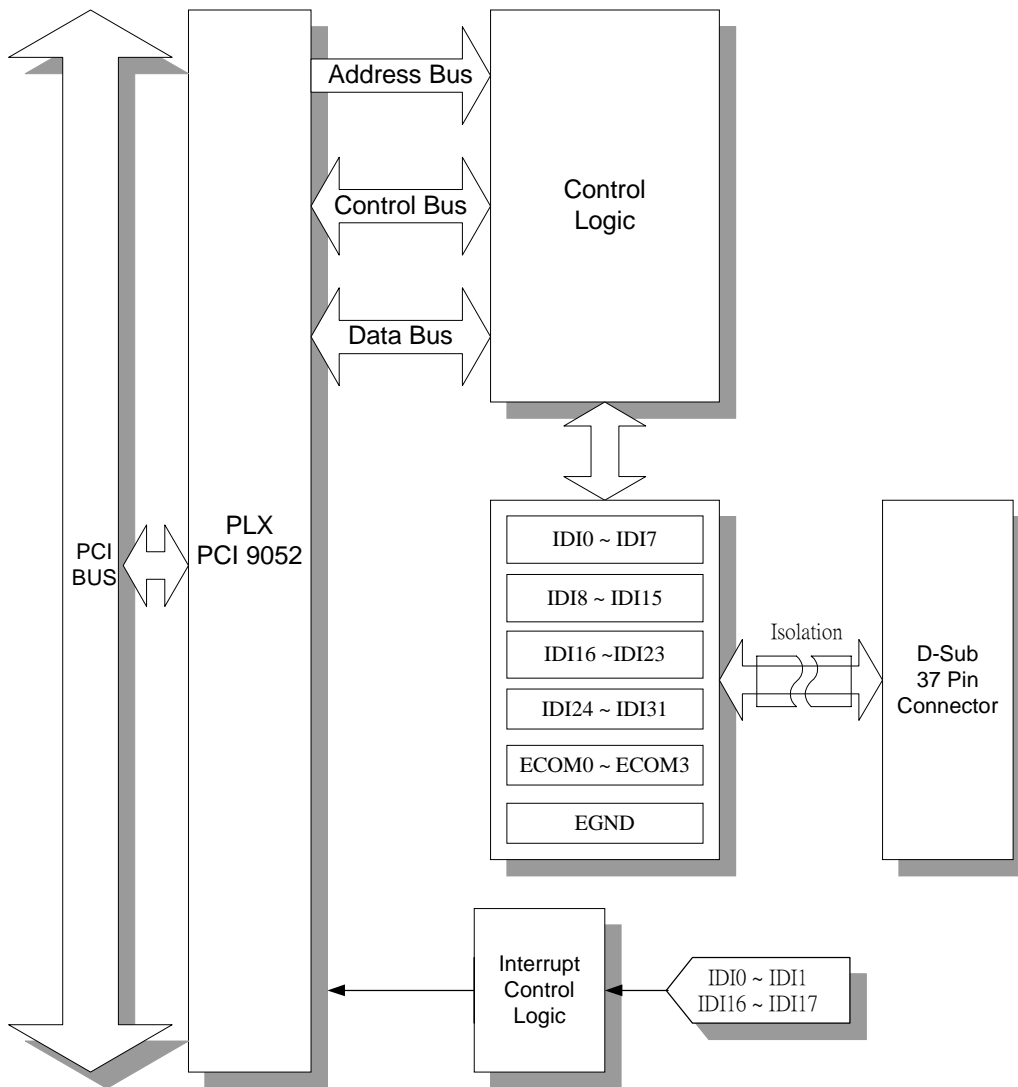 Address Bus
Control Bus
Data Bus
Control
Logic
PCI
BUS
PLX
PCI 9052
IDI0 ~ IDI7
IDI8 ~ IDI15
IDI16 ~IDI23
IDI24 ~ IDI31
ECOM0 ~ ECOM3
EGND
Isolation
D-Sub
37 Pin
Connector
Interrupt
Control
Logic
IDI0 ~ IDI1
IDI16 ~ IDI17